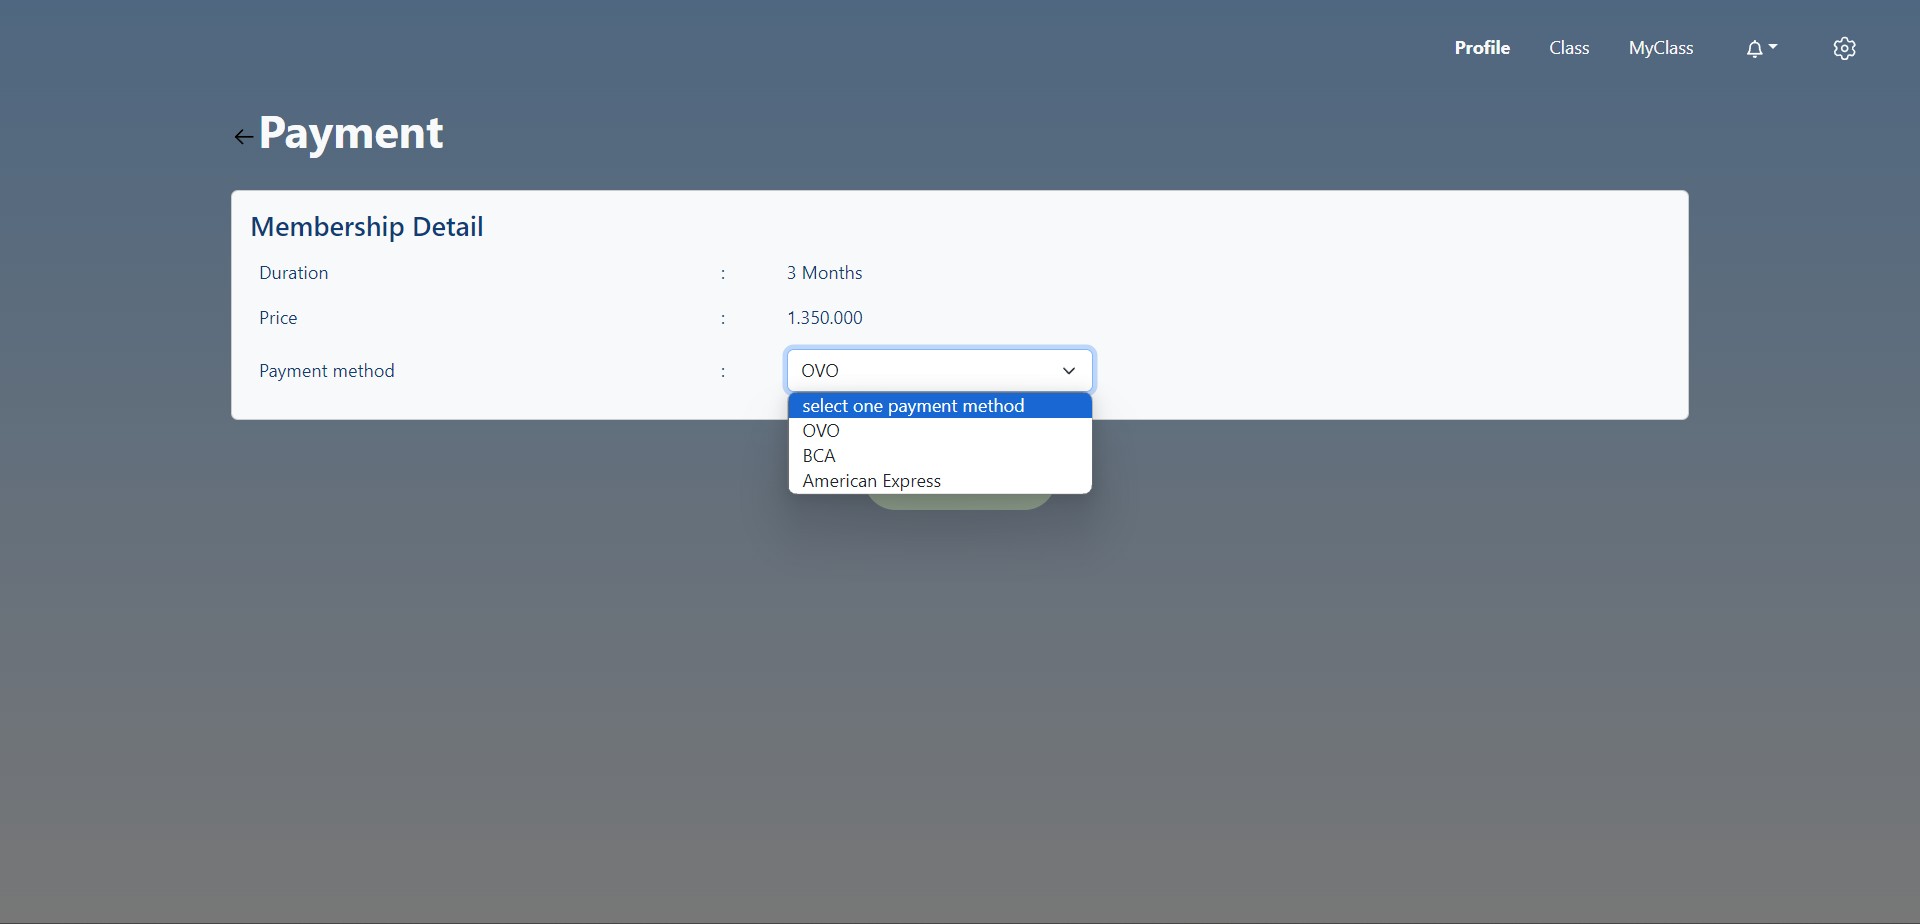 Profile Class MyClass
Payment
Membership Detail
Duration : 3 Months
Price : 1.350.000
Payment method : OVO
select one payment method
OVO
BCA
American Express